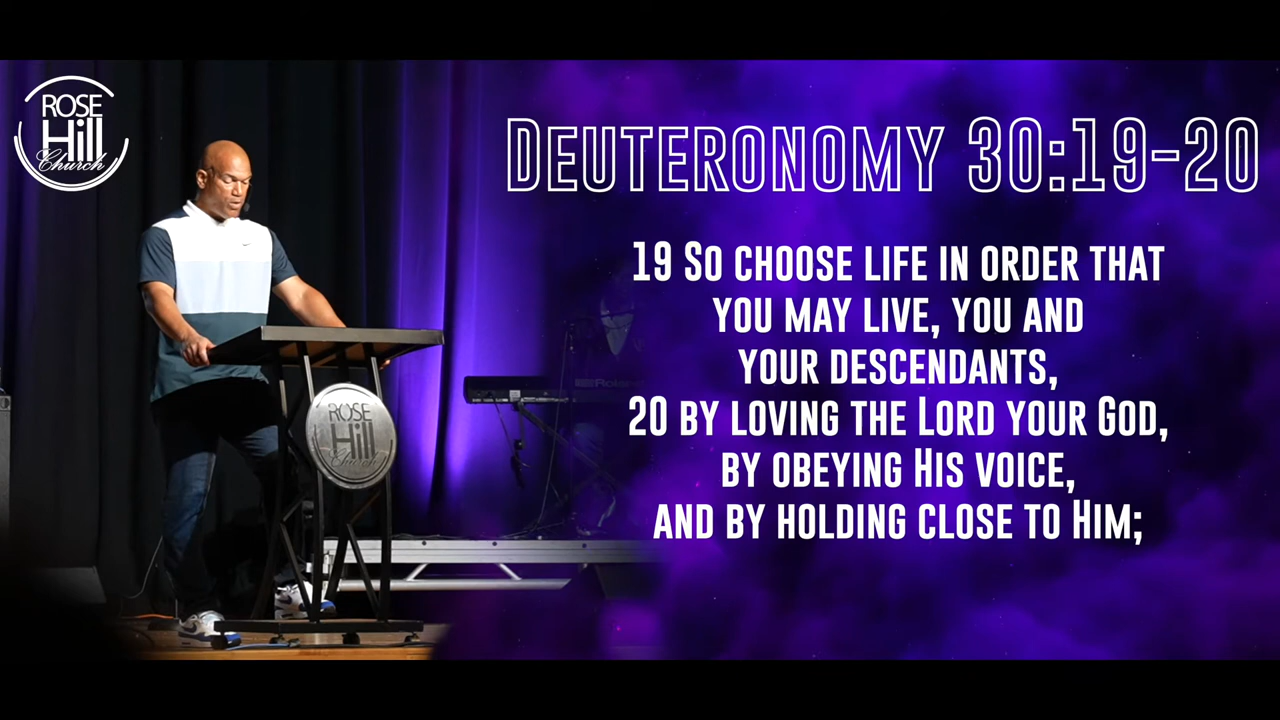 ROSE
Hill
Church
Deuteronomy 30:19-20
19 So choose life in order that
you may live, you and
your descendants,
20 by loving the Lord your God,
by obeying His voice,
and by holding close to Him;
ROSE
Hill
Church
Roland